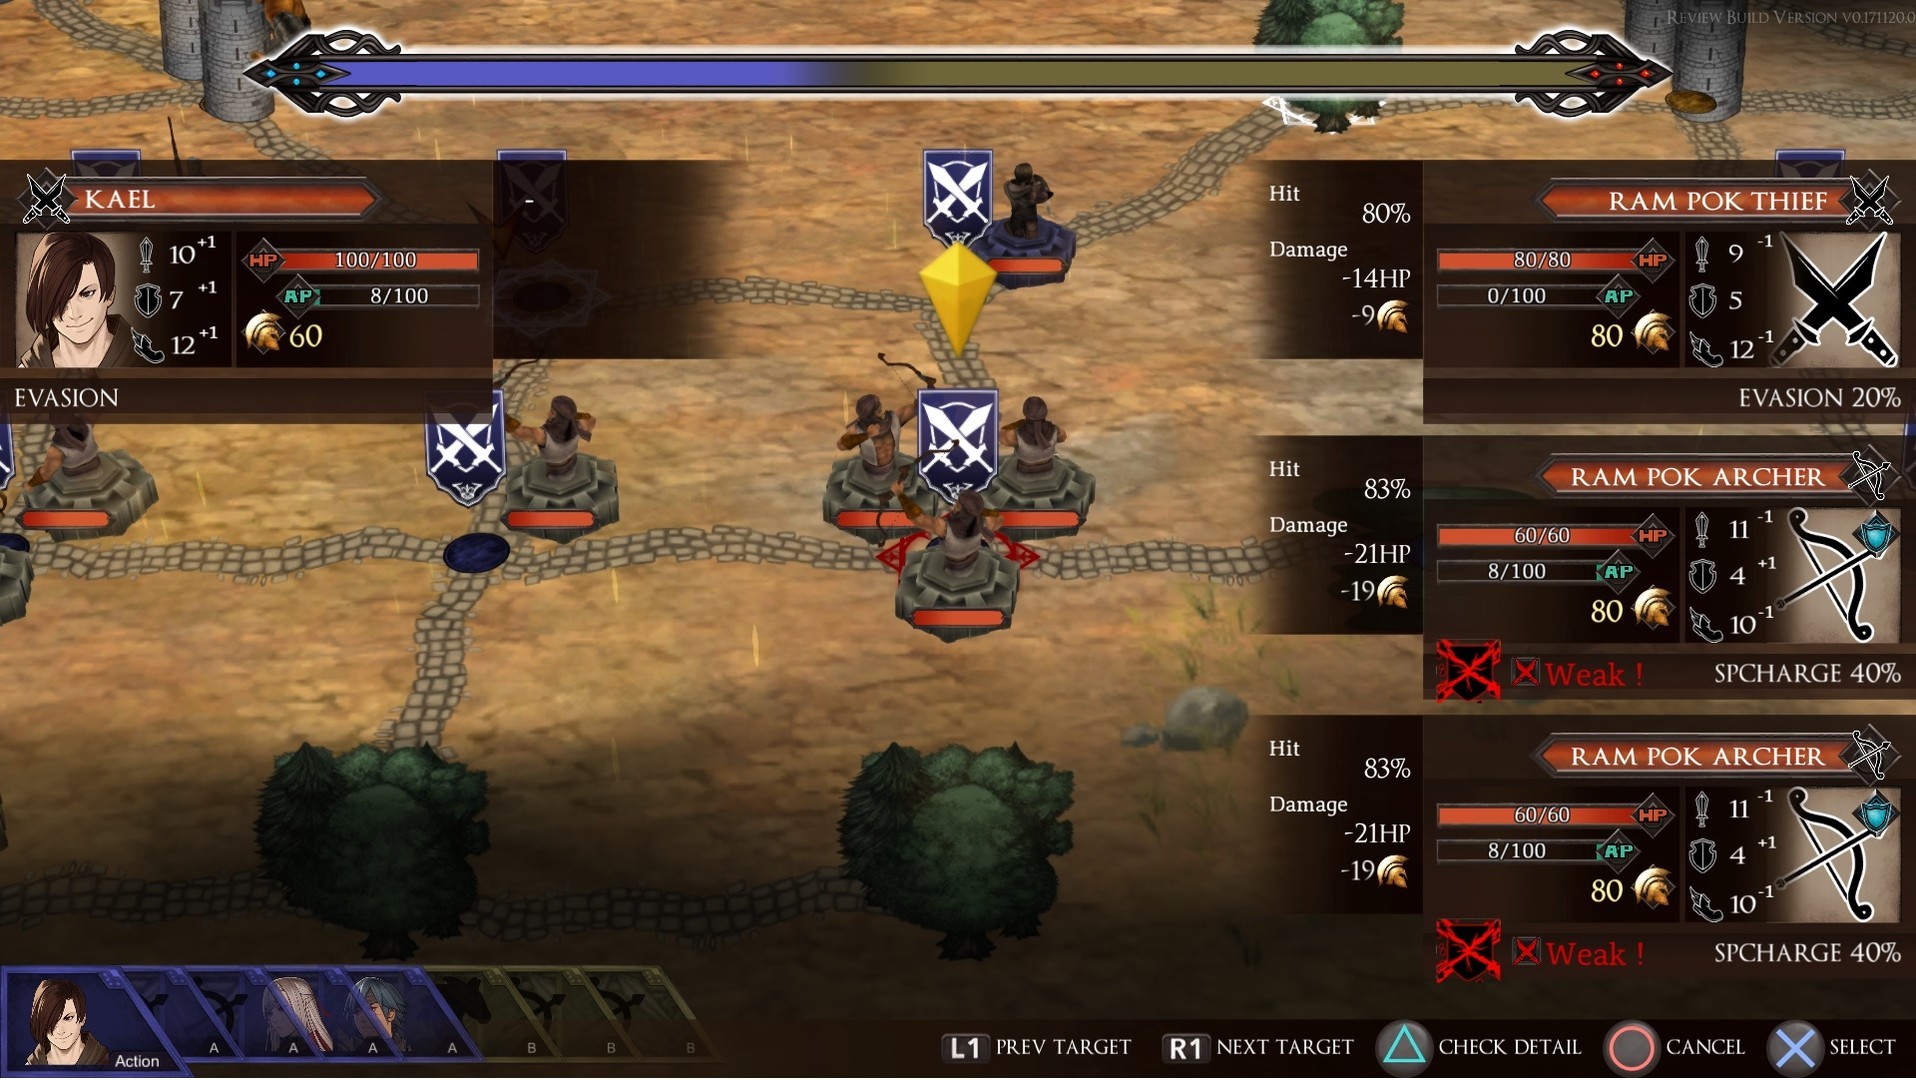 Review Build Version v0.171120.0
KAEL
10 +1
7 +1
12 +1
HP 100/100
AP 8/100
60
EVASION
-
Hit
80%
Damage
-14HP
-9
RAM POK THIEF
80/80 HP
0/100 AP
80
9 -1
5
12 -1
EVASION 20%
Hit
83%
Damage
-21HP
-19
RAM POK ARCHER
60/60 HP
8/100 AP
80
11 -1
4 +1
10 -1
Weak !
SPCHARGE 40%
Hit
83%
Damage
-21HP
-19
RAM POK ARCHER
60/60 HP
8/100 AP
80
11 -1
4 +1
10 -1
Weak !
SPCHARGE 40%
Action A A A A B B B
L1 PREV TARGET R1 NEXT TARGET CHECK DETAIL CANCEL SELECT